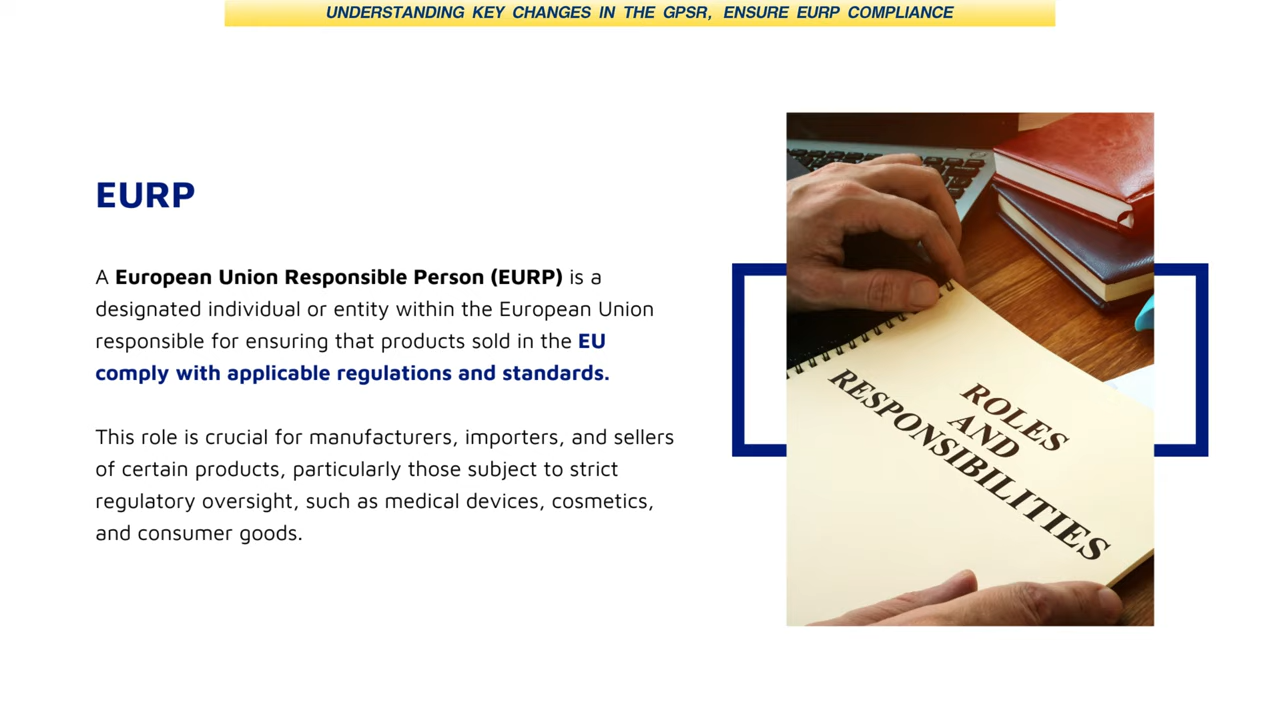 UNDERSTANDING KEY CHANGES IN THE GPSR, ENSURE EURP COMPLIANCE
EURP
A European Union Responsible Person (EURP) is a
designated individual or entity within the European Union
responsible for ensuring that products sold in the EU
comply with applicable regulations and standards.
This role is crucial for manufacturers, importers, and sellers
of certain products, particularly those subject to strict
regulatory oversight, such as medical devices, cosmetics,
and consumer goods.
ROLES
AND
RESPONSIBILITIES